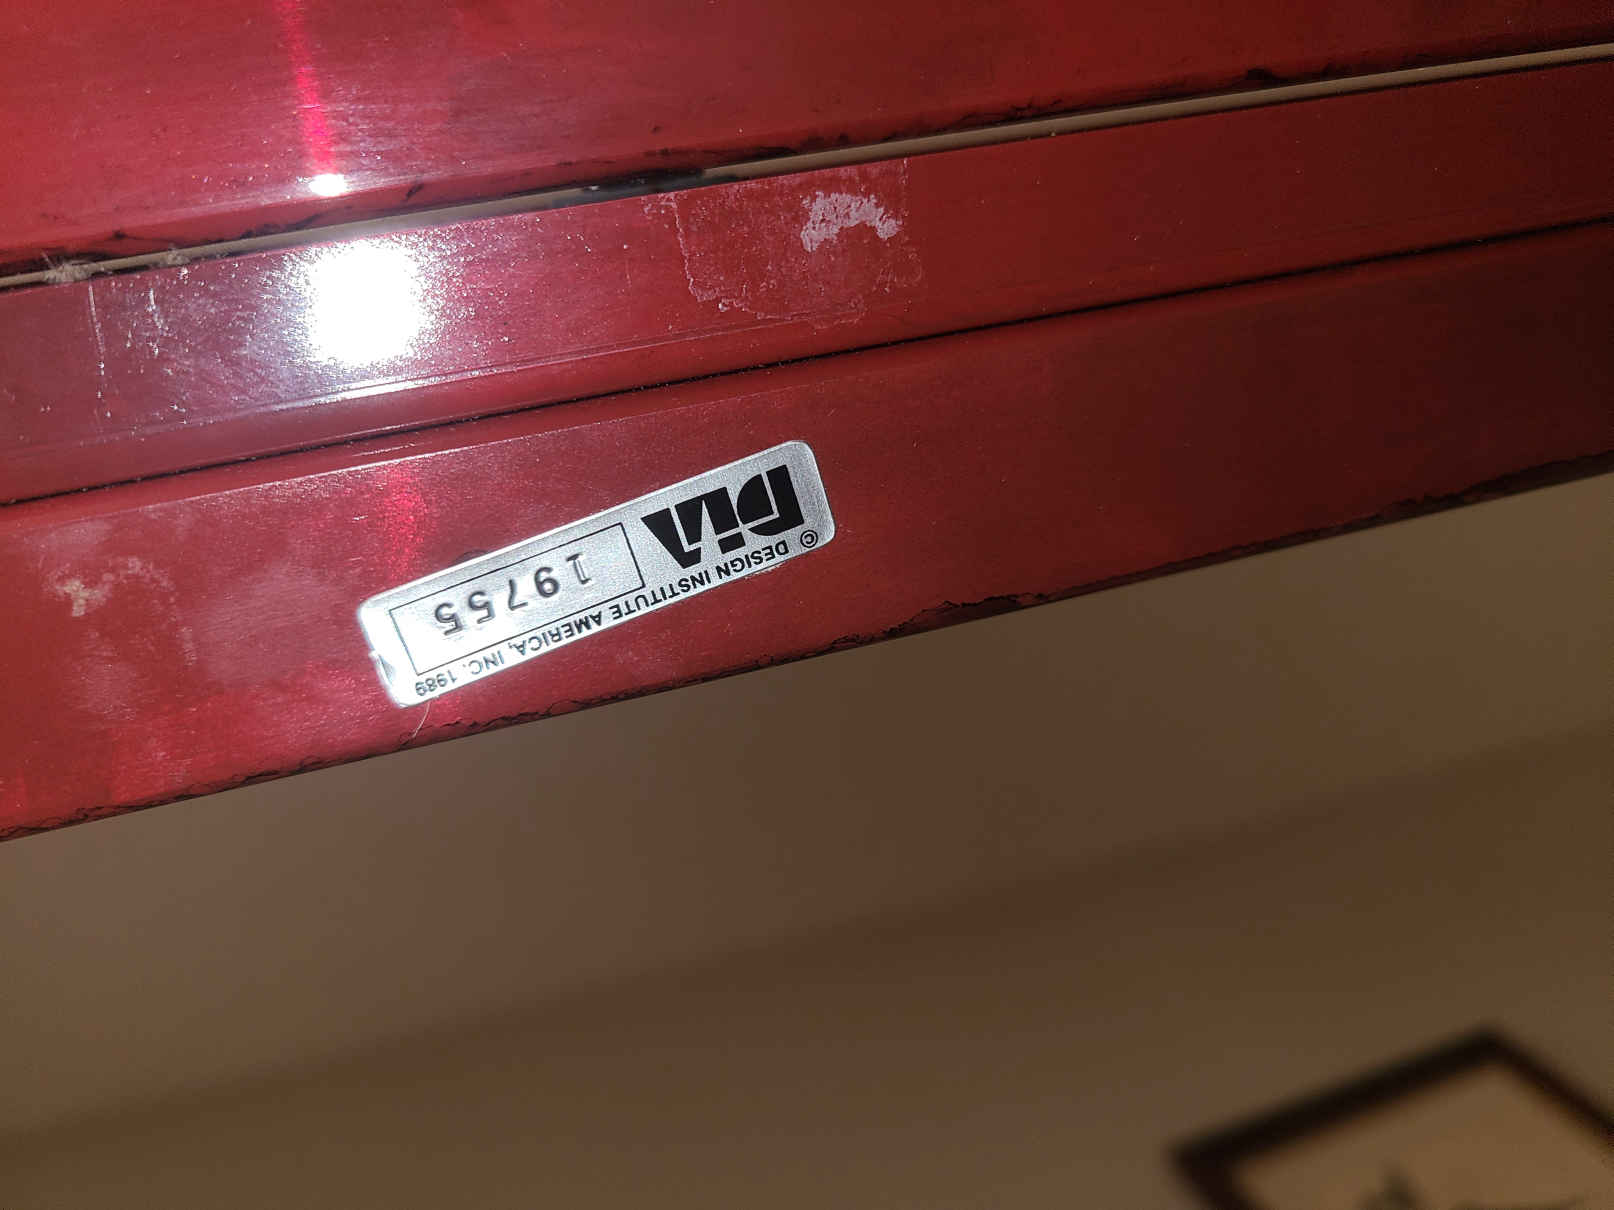 DIA
19755
© DESIGN INSTITUTE AMERICA, INC. 1989